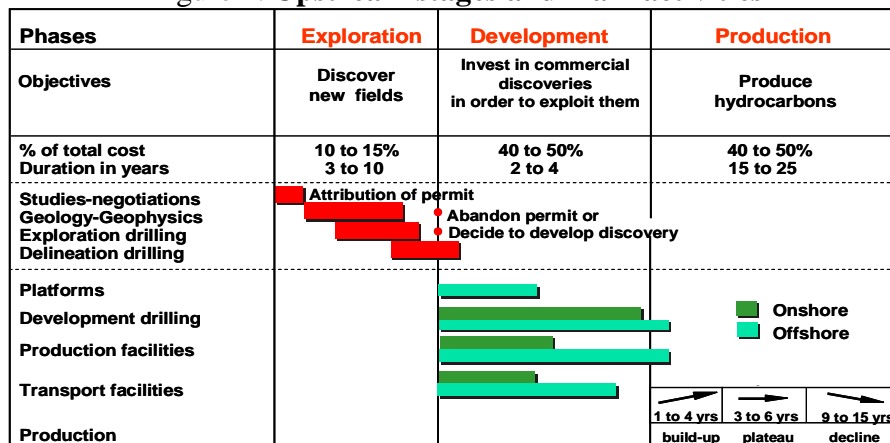 Phases Exploration Development Production
Objectives
Discover
new fields
Invest in commercial
discoveries
in order to exploit them
Produce
hydrocarbons
% of total cost 10 to 15% 40 to 50% 40 to 50%
Duration in years 3 to 10 2 to 4 15 to 25
Studies-negotiations Attribution of permit
Geology-Geophysics Abandon permit or
Exploration drilling Decide to develop discovery
Delineation drilling
Platforms
Development drilling
Production facilities
Transport facilities
Onshore
Offshore
1 to 4 yrs 3 to 6 yrs 9 to 15 yrs
Production build-up plateau decline